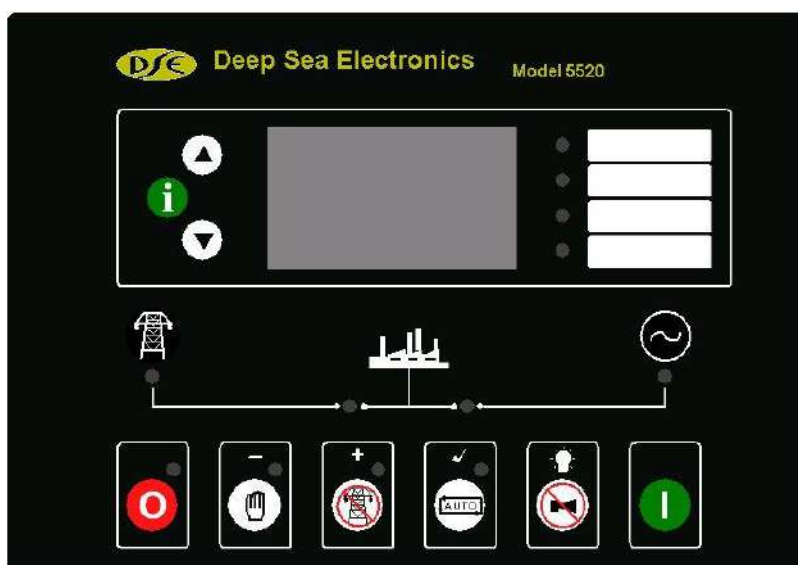 DSE Deep Sea Electronics Model 5520
i
− + ✓
O AUTO I